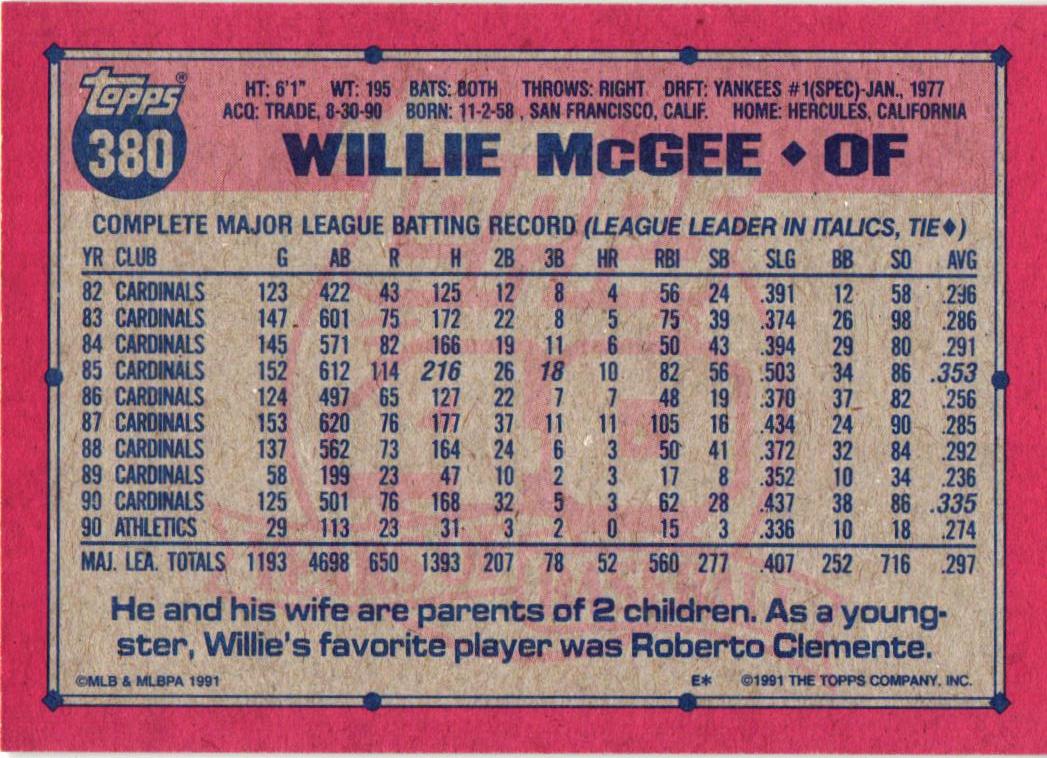 Topps®
380
HT: 6'1" WT: 195 BATS: BOTH THROWS: RIGHT DRFT: YANKEES #1(SPEC)-JAN., 1977
ACQ: TRADE, 8-30-90 BORN: 11-2-58 , SAN FRANCISCO, CALIF. HOME: HERCULES, CALIFORNIA
WILLIE McGEE ♦ OF
COMPLETE MAJOR LEAGUE BATTING RECORD (LEAGUE LEADER IN ITALICS, TIE♦)
YR CLUB G AB R H 2B 3B HR RBI SB SLG BB SO AVG
82 CARDINALS 123 422 43 125 12 8 4 56 24 .391 12 58 .296
83 CARDINALS 147 601 75 172 22 8 5 75 39 .374 26 98 .286
84 CARDINALS 145 571 82 166 19 11 6 50 43 .394 29 80 .291
85 CARDINALS 152 612 114 216 26 18 10 82 56 .503 34 86 .353
86 CARDINALS 124 497 65 127 22 7 7 48 19 .370 37 82 .256
87 CARDINALS 153 620 76 177 37 11 11 105 16 .434 24 90 .285
88 CARDINALS 137 562 73 164 24 6 3 50 41 .372 32 84 .292
89 CARDINALS 58 199 23 47 10 2 3 17 8 .352 10 34 .236
90 CARDINALS 125 501 76 168 32 5 3 62 28 .437 38 86 .335
90 ATHLETICS 29 113 23 31 3 2 0 15 3 .336 10 18 .274
MAJ. LEA. TOTALS 1193 4698 650 1393 207 78 52 560 277 .407 252 716 .297
He and his wife are parents of 2 children. As a young-
ster, Willie's favorite player was Roberto Clemente.
©MLB & MLBPA 1991 E* ©1991 THE TOPPS COMPANY, INC.